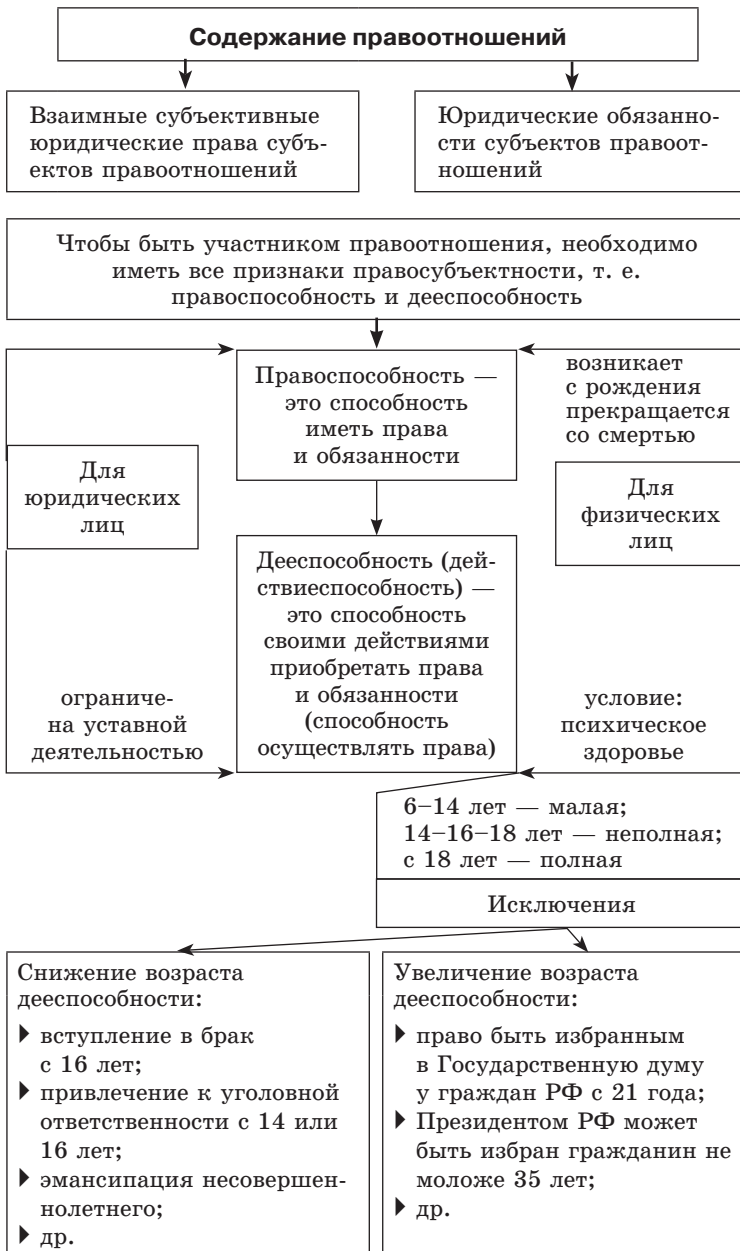 Содержание правоотношений
Взаимные субъективные
юридические права субъ-
ектов правоотношений
Юридические обязанно-
сти субъектов правоот-
ношений
Чтобы быть участником правоотношения, необходимо
иметь все признаки правосубъектности, т. е.
правоспособность и дееспособность
Правоспособность —
это способность
иметь права
и обязанности
возникает
с рождения
прекращается
со смертью
Для
юридических
лиц
Для
физических
лиц
Дееспособность (дей-
ствиеспособность) —
это способность
своими действиями
приобретать права
и обязанности
(способность
осуществлять права)
ограниче-
на уставной
деятельностью
условие:
психическое
здоровье
6–14 лет — малая;
14–16–18 лет — неполная;
с 18 лет — полная
Исключения
Снижение возраста
дееспособности:
вступление в брак
с 16 лет;
привлечение к уголовной
ответственности с 14 или
16 лет;
эмансипация несовершен-
нолетнего;
др.
Увеличение возраста
дееспособности:
право быть избранным
в Государственную думу
у граждан РФ с 21 года;
Президентом РФ может
быть избран гражданин не
моложе 35 лет;
др.